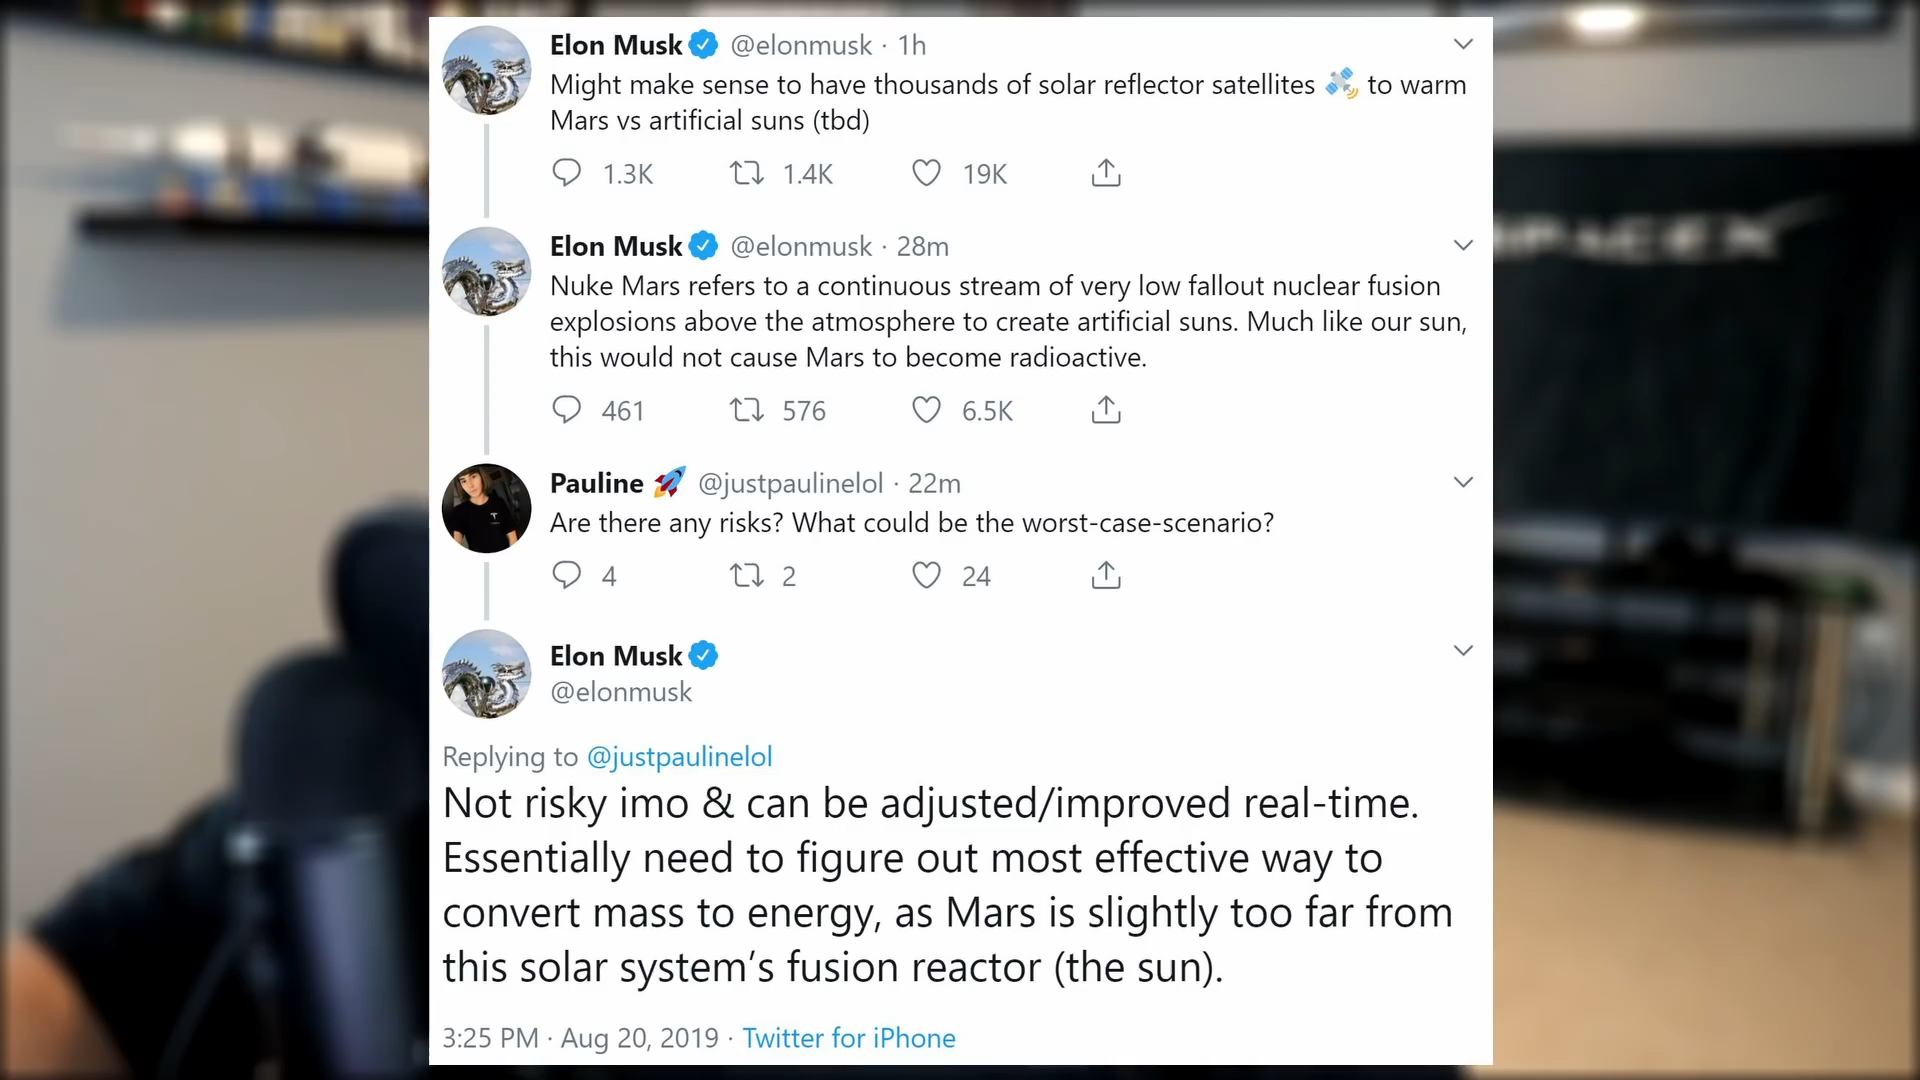 Elon Musk @elonmusk · 1h
Might make sense to have thousands of solar reflector satellites 🛰 to warm
Mars vs artificial suns (tbd)
1.3K 1.4K 19K
Elon Musk @elonmusk · 28m
Nuke Mars refers to a continuous stream of very low fallout nuclear fusion
explosions above the atmosphere to create artificial suns. Much like our sun,
this would not cause Mars to become radioactive.
461 576 6.5K
Pauline 🚀 @justpaulinelol · 22m
Are there any risks? What could be the worst-case-scenario?
4 2 24
Elon Musk
@elonmusk
Replying to @justpaulinelol
Not risky imo & can be adjusted/improved real-time.
Essentially need to figure out most effective way to
convert mass to energy, as Mars is slightly too far from
this solar system’s fusion reactor (the sun).
3:25 PM · Aug 20, 2019 · Twitter for iPhone
SPACEX